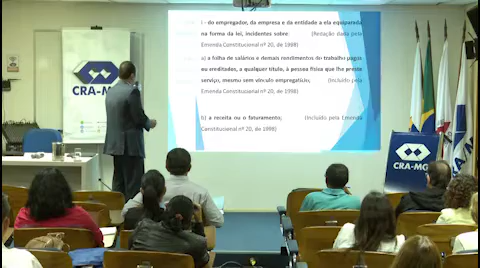 I - do empregador, da empresa e da entidade a ela equiparada
na forma da lei, incidentes sobre: (Redação dada pela
Emenda Constitucional nº 20, de 1998)
a) a folha de salários e demais rendimentos do trabalho pagos
ou creditados, a qualquer título, à pessoa física que lhe preste
serviço, mesmo sem vínculo empregatício; (Incluído pela
Emenda Constitucional nº 20, de 1998)
b) a receita ou o faturamento; (Incluído pela Emenda
Constitucional nº 20, de 1998)
CRA-MG
CRA-MG